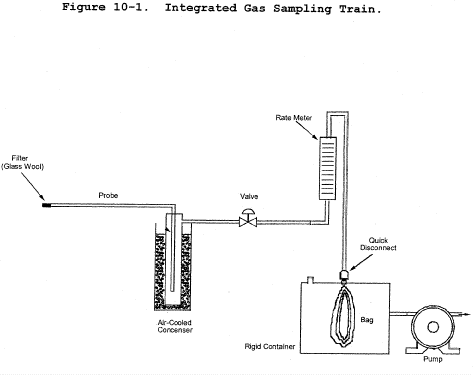 Figure 10-1. Integrated Gas Sampling Train.
Rate Meter
Filter
(Glass Wool)
Probe
Valve
Quick
Disconnect
Air-Cooled
Concenser
Bag
Rigid Container
Pump